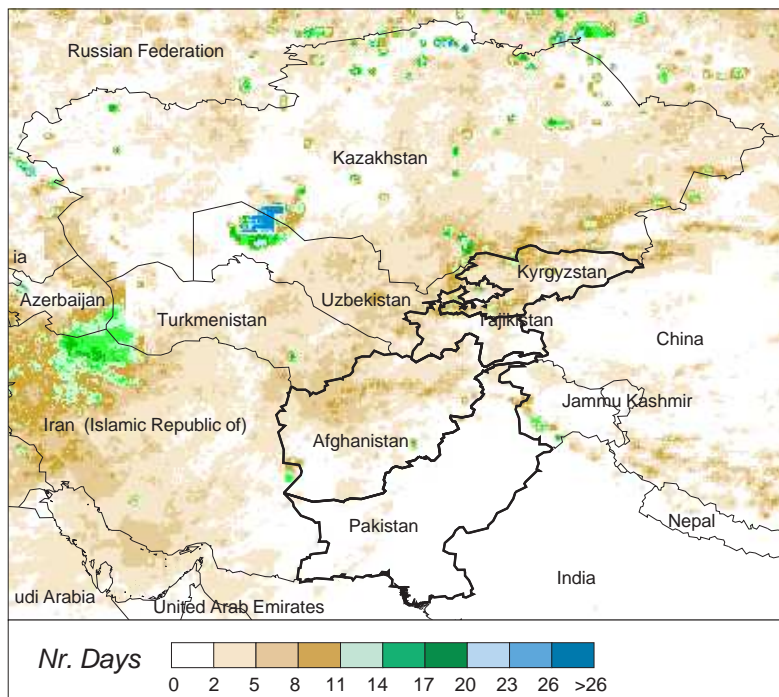 Russian Federation
Kazakhstan
ia
Kyrgyzstan
Azerbaijan
Uzbekistan
Turkmenistan
Tajikistan
China
Jammu Kashmir
Iran (Islamic Republic of)
Afghanistan
Pakistan
Nepal
India
udi Arabia
United Arab Emirates
Nr. Days
0 2 5 8 11 14 17 20 23 26 >26